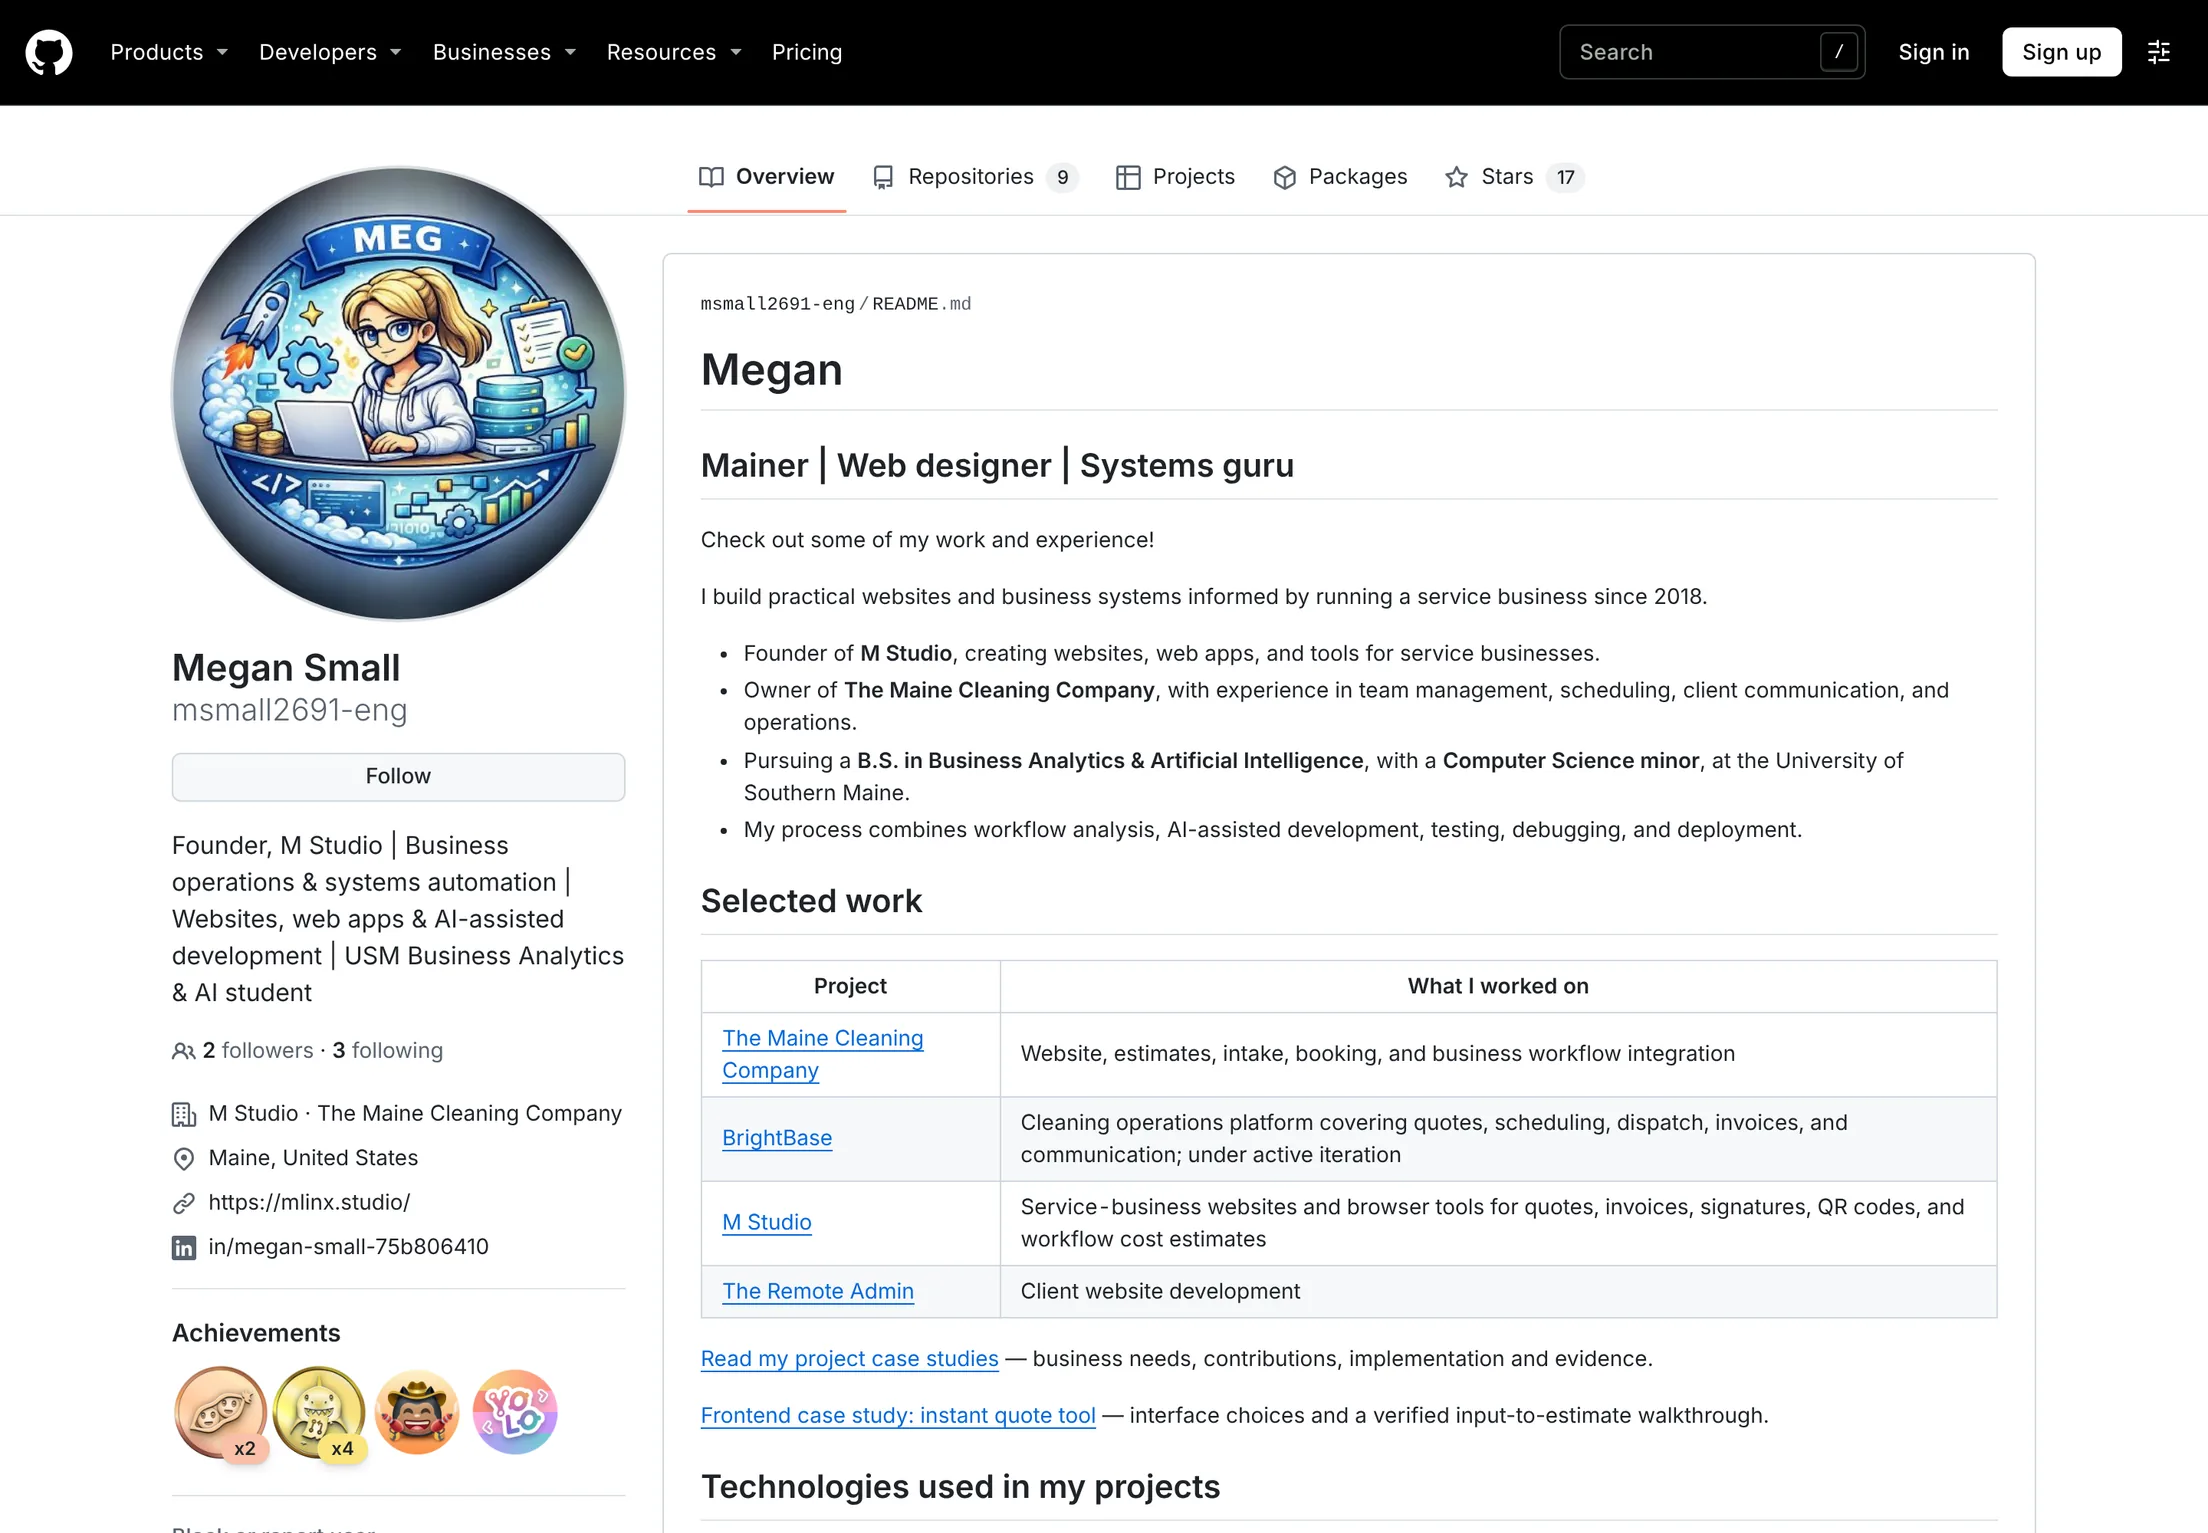 Products Developers Businesses Resources Pricing Search / Sign in Sign up
Overview Repositories 9 Projects Packages Stars 17
MEG
</>
Megan Small
msmall2691-eng
Follow
Founder, M Studio | Business
operations & systems automation |
Websites, web apps & AI-assisted
development | USM Business Analytics
& AI student
2 followers · 3 following
M Studio · The Maine Cleaning Company
Maine, United States
https://mlinx.studio/
in/megan-small-75b806410
Achievements
x2 x4 YOLO
msmall2691-eng/README.md
Megan
Mainer | Web designer | Systems guru
Check out some of my work and experience!
I build practical websites and business systems informed by running a service business since 2018.
• Founder of M Studio, creating websites, web apps, and tools for service businesses.
• Owner of The Maine Cleaning Company, with experience in team management, scheduling, client communication, and
operations.
• Pursuing a B.S. in Business Analytics & Artificial Intelligence, with a Computer Science minor, at the University of
Southern Maine.
• My process combines workflow analysis, AI-assisted development, testing, debugging, and deployment.
Selected work
Project What I worked on
The Maine Cleaning
Company
Website, estimates, intake, booking, and business workflow integration
BrightBase
Cleaning operations platform covering quotes, scheduling, dispatch, invoices, and
communication; under active iteration
M Studio
Service-business websites and browser tools for quotes, invoices, signatures, QR codes, and
workflow cost estimates
The Remote Admin
Client website development
Read my project case studies — business needs, contributions, implementation and evidence.
Frontend case study: instant quote tool — interface choices and a verified input-to-estimate walkthrough.
Technologies used in my projects